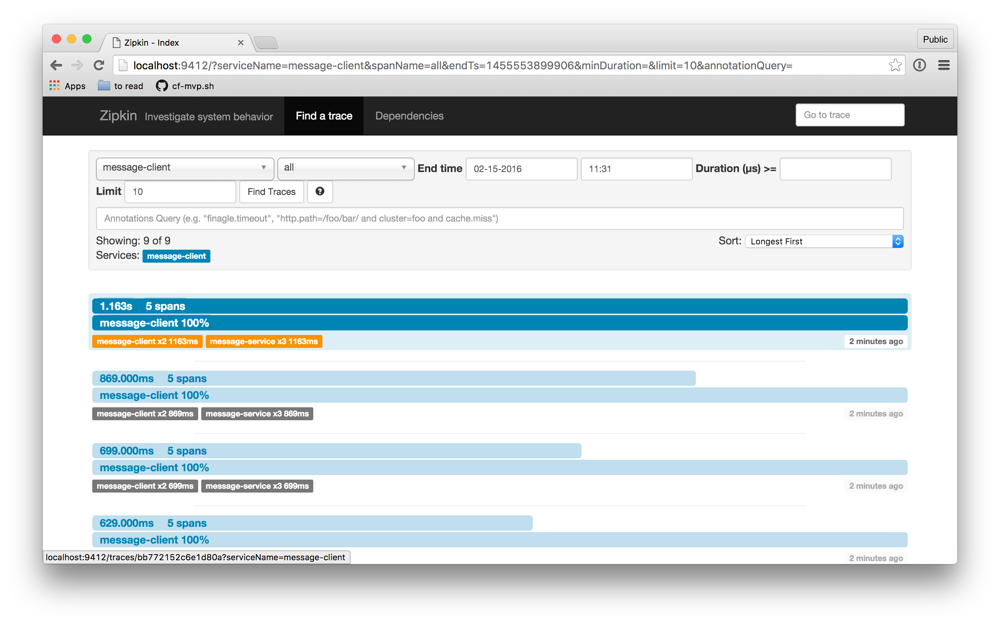 Zipkin - Index
Public
localhost:9412/?serviceName=message-client&spanName=all&endTs=1455553899906&minDuration=&limit=10&annotationQuery=
Apps to read cf-mvp.sh
Zipkin Investigate system behavior Find a trace Dependencies Go to trace
message-client all End time 02-15-2016 11:31 Duration (µs) >=
Limit 10 Find Traces
Annotations Query (e.g. "finagle.timeout", "http.path=/foo/bar/ and cluster=foo and cache.miss")
Showing: 9 of 9 Sort: Longest First
Services: message-client
1.163s 5 spans
message-client 100%
message-client x2 1163ms message-service x3 1163ms 2 minutes ago
869.000ms 5 spans
message-client 100%
message-client x2 869ms message-service x3 869ms 2 minutes ago
699.000ms 5 spans
message-client 100%
message-client x2 699ms message-service x3 699ms 2 minutes ago
629.000ms 5 spans
message-client 100%
localhost:9412/traces/bb772152c6e1d80a?serviceName=message-client 2 minutes ago